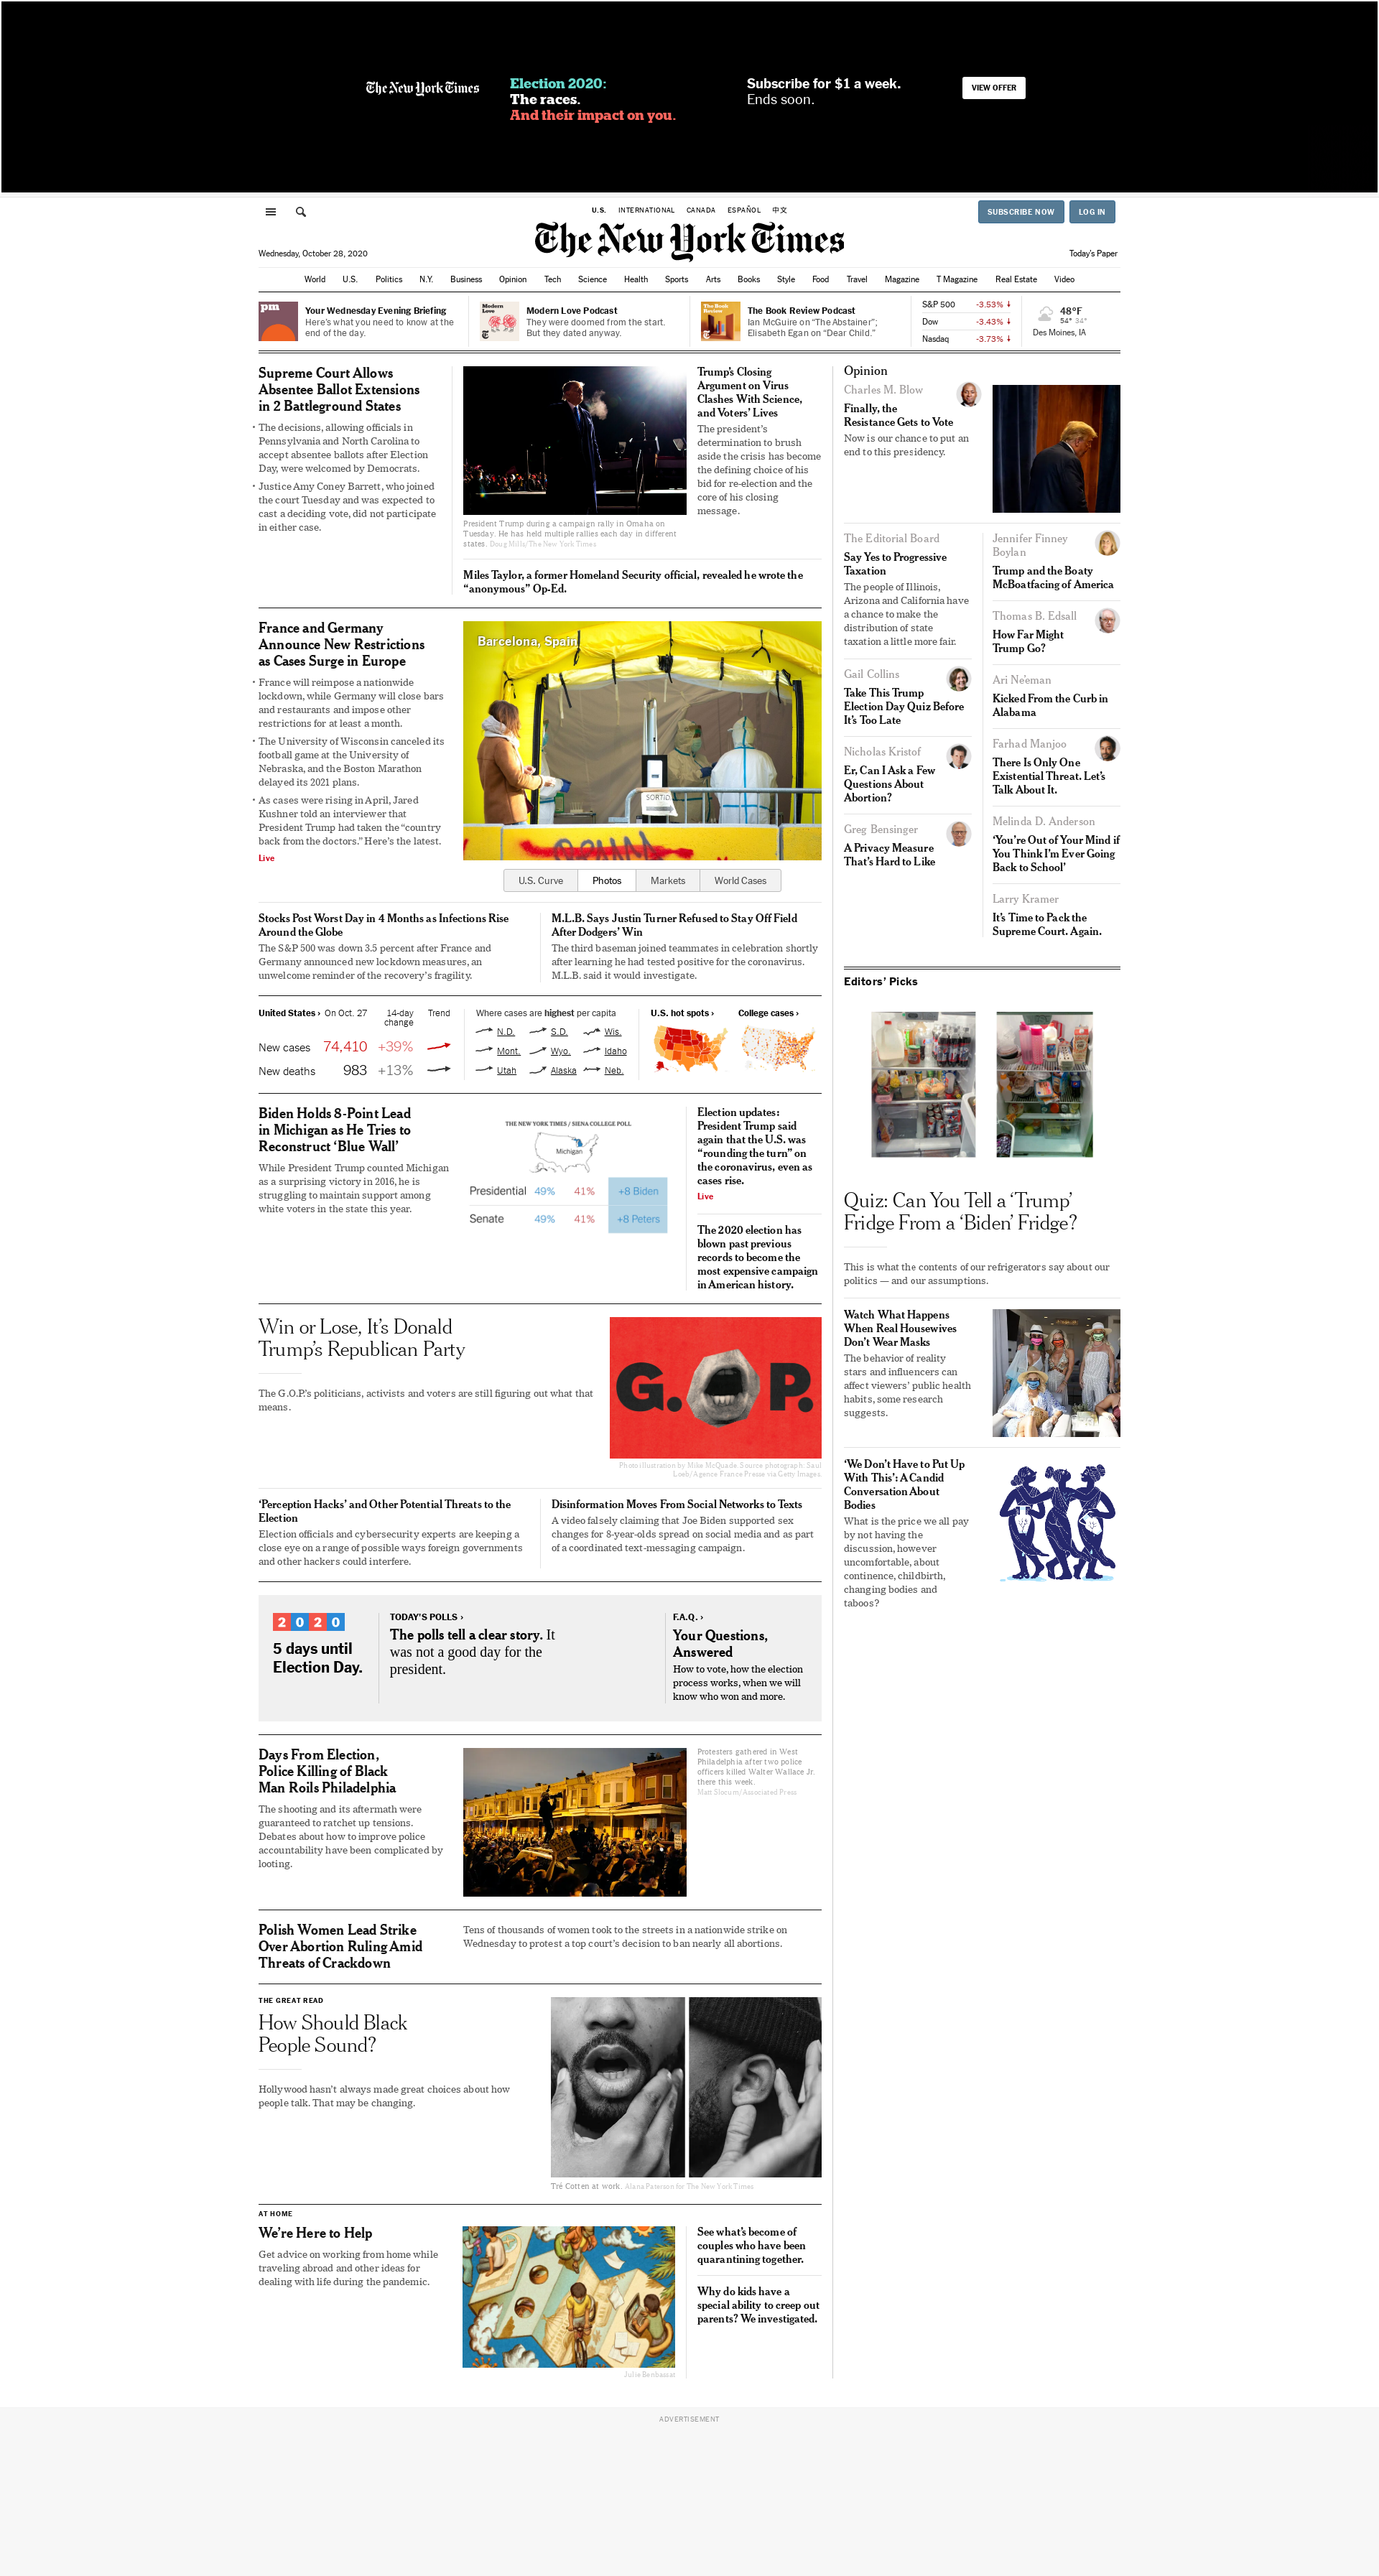 The New York Times
Election 2020:
The races.
And their impact on you.
Subscribe for $1 a week.
Ends soon.
VIEW OFFER
U.S. INTERNATIONAL CANADA ESPAÑOL 中文
SUBSCRIBE NOW LOG IN
The New York Times
Wednesday, October 28, 2020
Today's Paper
World U.S. Politics N.Y. Business Opinion Tech Science Health Sports Arts Books Style Food Travel Magazine T Magazine Real Estate Video
pm
Your Wednesday Evening Briefing
Here's what you need to know at the
end of the day.
Modern
Love
Modern Love Podcast
They were doomed from the start.
But they dated anyway.
The Book
Review
The Book Review Podcast
Ian McGuire on “The Abstainer”;
Elisabeth Egan on “Dear Child.”
S&P 500 -3.53% ↓
Dow -3.43% ↓
Nasdaq -3.73% ↓
48°F
54° 34°
Des Moines, IA
Supreme Court Allows
Absentee Ballot Extensions
in 2 Battleground States
• The decisions, allowing officials in
Pennsylvania and North Carolina to
accept absentee ballots after Election
Day, were welcomed by Democrats.
• Justice Amy Coney Barrett, who joined
the court Tuesday and was expected to
cast a deciding vote, did not participate
in either case.
President Trump during a campaign rally in Omaha on
Tuesday. He has held multiple rallies each day in different
states. Doug Mills/The New York Times
Trump's Closing
Argument on Virus
Clashes With Science,
and Voters' Lives
The president's
determination to brush
aside the crisis has become
the defining choice of his
bid for re-election and the
core of his closing
message.
Miles Taylor, a former Homeland Security official, revealed he wrote the
“anonymous” Op-Ed.
France and Germany
Announce New Restrictions
as Cases Surge in Europe
• France will reimpose a nationwide
lockdown, while Germany will close bars
and restaurants and impose other
restrictions for at least a month.
• The University of Wisconsin canceled its
football game at the University of
Nebraska, and the Boston Marathon
delayed its 2021 plans.
• As cases were rising in April, Jared
Kushner told an interviewer that
President Trump had taken the “country
back from the doctors.” Here's the latest.
Live
Barcelona, Spain
SORTIDA
U.S. Curve Photos Markets World Cases
Stocks Post Worst Day in 4 Months as Infections Rise
Around the Globe
The S&P 500 was down 3.5 percent after France and
Germany announced new lockdown measures, an
unwelcome reminder of the recovery's fragility.
M.L.B. Says Justin Turner Refused to Stay Off Field
After Dodgers' Win
The third baseman joined teammates in celebration shortly
after learning he had tested positive for the coronavirus.
M.L.B. said it would investigate.
United States › On Oct. 27 14-day
change Trend
New cases 74,410 +39%
New deaths 983 +13%
Where cases are highest per capita
N.D. S.D. Wis.
Mont. Wyo. Idaho
Utah Alaska Neb.
U.S. hot spots › College cases ›
Biden Holds 8-Point Lead
in Michigan as He Tries to
Reconstruct ‘Blue Wall’
While President Trump counted Michigan
as a surprising victory in 2016, he is
struggling to maintain support among
white voters in the state this year.
THE NEW YORK TIMES / SIENA COLLEGE POLL
Michigan
Presidential 49% 41% +8 Biden
Senate 49% 41% +8 Peters
Election updates:
President Trump said
again that the U.S. was
“rounding the turn” on
the coronavirus, even as
cases rise.
Live
The 2020 election has
blown past previous
records to become the
most expensive campaign
in American history.
Win or Lose, It's Donald
Trump's Republican Party
The G.O.P.'s politicians, activists and voters are still figuring out what that
means.
G.O.P.
Photo illustration by Mike McQuade. Source photograph: Saul
Loeb/Agence France Presse via Getty Images
‘Perception Hacks’ and Other Potential Threats to the
Election
Election officials and cybersecurity experts are keeping a
close eye on a range of possible ways foreign governments
and other hackers could interfere.
Disinformation Moves From Social Networks to Texts
A video falsely claiming that Joe Biden supported sex
changes for 8-year-olds spread on social media and as part
of a coordinated text-messaging campaign.
2020
5 days until
Election Day.
TODAY'S POLLS ›
The polls tell a clear story. It
was not a good day for the
president.
F.A.Q. ›
Your Questions,
Answered
How to vote, how the election
process works, when we will
know who won and more.
Days From Election,
Police Killing of Black
Man Roils Philadelphia
The shooting and its aftermath were
guaranteed to ratchet up tensions.
Debates about how to improve police
accountability have been complicated by
looting.
Protesters gathered in West
Philadelphia after two police
officers killed Walter Wallace Jr.
there this week.
Matt Slocum/Associated Press
Polish Women Lead Strike
Over Abortion Ruling Amid
Threats of Crackdown
Tens of thousands of women took to the streets in a nationwide strike on
Wednesday to protest a top court's decision to ban nearly all abortions.
THE GREAT READ
How Should Black
People Sound?
Hollywood hasn't always made great choices about how
people talk. That may be changing.
Tré Cotten at work. Alana Paterson for The New York Times
AT HOME
We're Here to Help
Get advice on working from home while
traveling abroad and other ideas for
dealing with life during the pandemic.
Julie Benbassat
See what's become of
couples who have been
quarantining together.
Why do kids have a
special ability to creep out
parents? We investigated.
Opinion
Charles M. Blow
Finally, the
Resistance Gets to Vote
Now is our chance to put an
end to this presidency.
The Editorial Board
Say Yes to Progressive
Taxation
The people of Illinois,
Arizona and California have
a chance to make the
distribution of state
taxation a little more fair.
Gail Collins
Take This Trump
Election Day Quiz Before
It's Too Late
Nicholas Kristof
Er, Can I Ask a Few
Questions About
Abortion?
Greg Bensinger
A Privacy Measure
That's Hard to Like
Jennifer Finney
Boylan
Trump and the Boaty
McBoatfacing of America
Thomas B. Edsall
How Far Might
Trump Go?
Ari Ne'eman
Kicked From the Curb in
Alabama
Farhad Manjoo
There Is Only One
Existential Threat. Let's
Talk About It.
Melinda D. Anderson
‘You're Out of Your Mind if
You Think I'm Ever Going
Back to School’
Larry Kramer
It's Time to Pack the
Supreme Court. Again.
Editors' Picks
Quiz: Can You Tell a ‘Trump’
Fridge From a ‘Biden’ Fridge?
This is what the contents of our refrigerators say about our
politics — and our assumptions.
Watch What Happens
When Real Housewives
Don't Wear Masks
The behavior of reality
stars and influencers can
affect viewers' public health
habits, some research
suggests.
‘We Don't Have to Put Up
With This’: A Candid
Conversation About
Bodies
What is the price we all pay
by not having the
discussion, however
uncomfortable, about
continence, childbirth,
changing bodies and
taboos?
ADVERTISEMENT